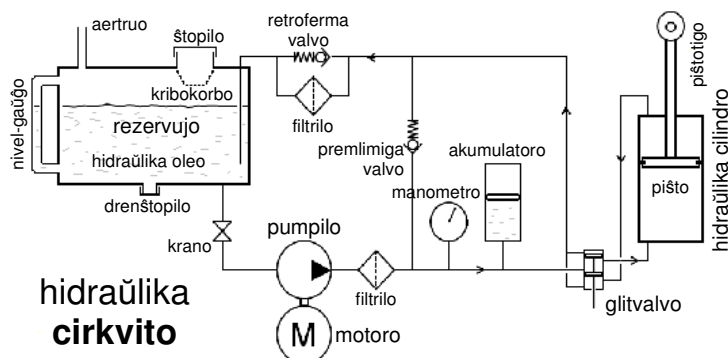 aertruo
ŝtopilo
retroferma
valvo
kribokorbo
filtrilo
nivel-gaŭĝo
rezervujo
hidraŭlika oleo
drenŝtopilo
premlimiga
valvo
akumulatoro
manometro
piŝtotigo
hidraŭlika cilindro
piŝto
krano
pumpilo
filtrilo
glitvalvo
M
motoro
hidraŭlika
cirkvito